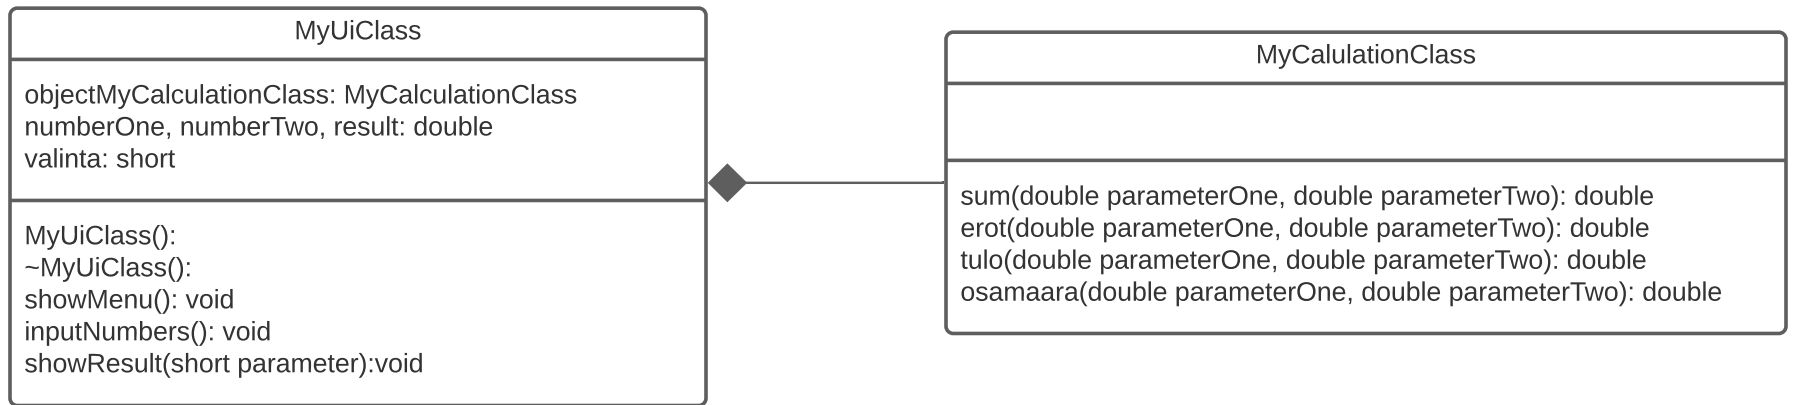 MyUiClass
objectMyCalculationClass: MyCalculationClass
numberOne, numberTwo, result: double
valinta: short
MyUiClass():
~MyUiClass():
showMenu(): void
inputNumbers(): void
showResult(short parameter):void
MyCalulationClass
sum(double parameterOne, double parameterTwo): double
erot(double parameterOne, double parameterTwo): double
tulo(double parameterOne, double parameterTwo): double
osamaara(double parameterOne, double parameterTwo): double